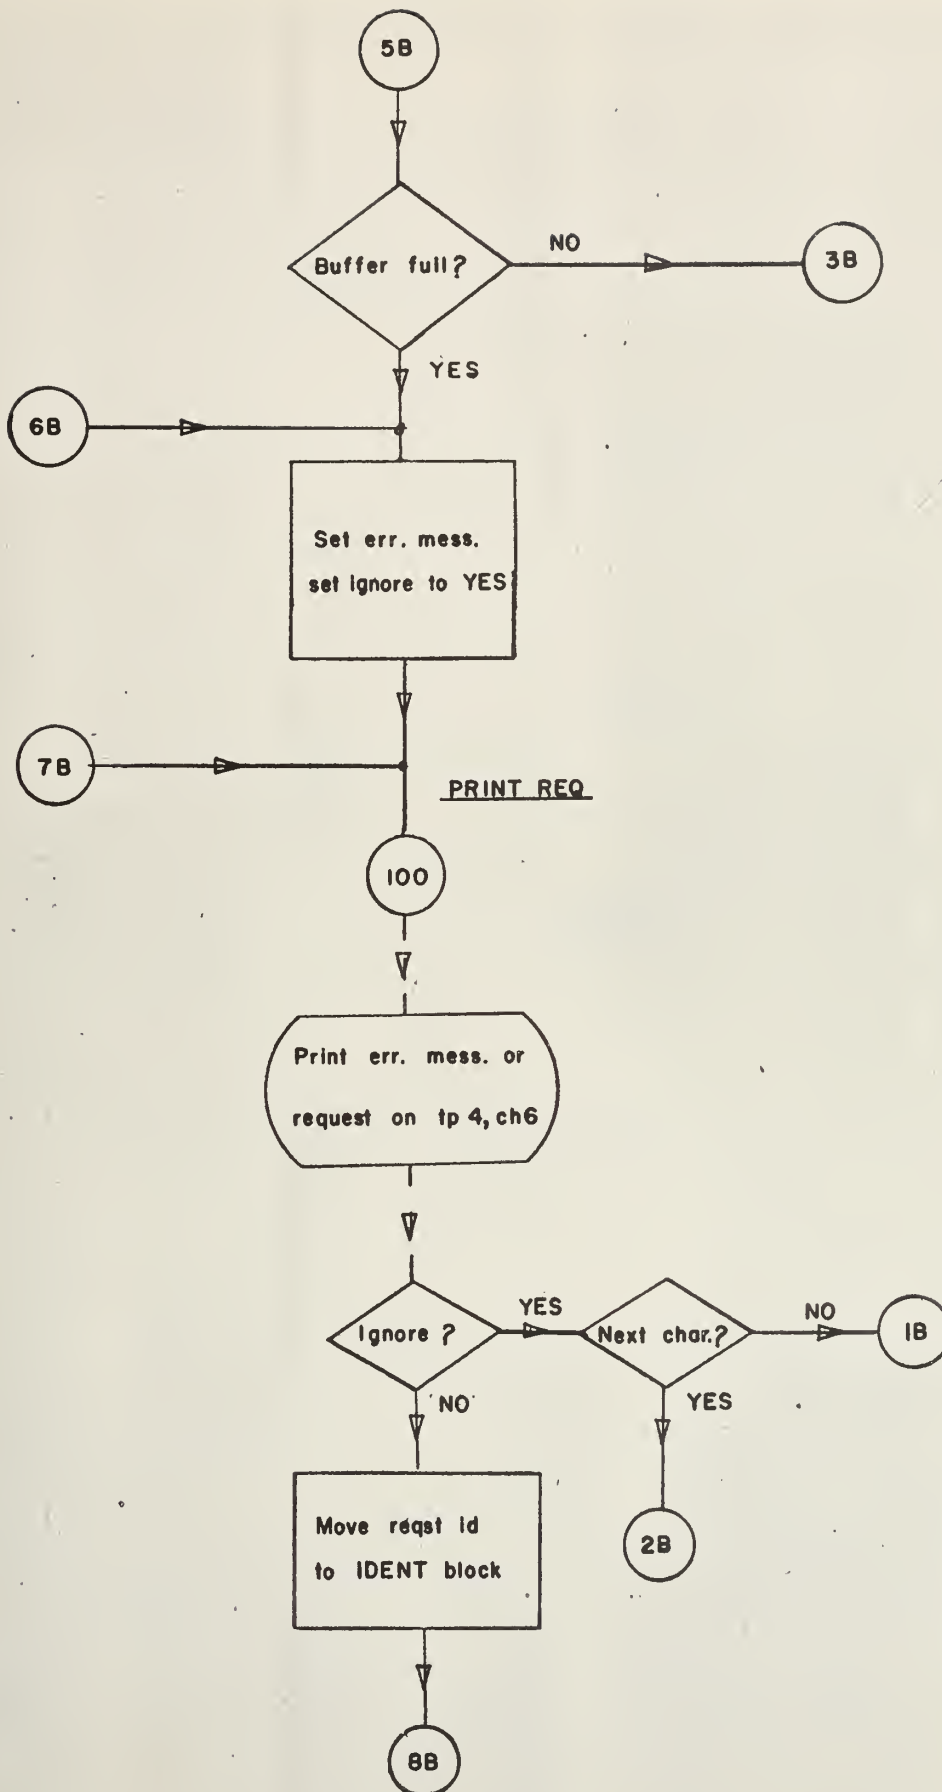 5B
Buffer full?
NO
3B
YES
6B
Set err. mess.
set Ignore to YES
7B
PRINT REQ
100
Print err. mess. or
request on tp 4, ch6
Ignore ?
YES
Next char.?
NO
1B
NO
YES
Move reqst id
to IDENT block
2B
8B